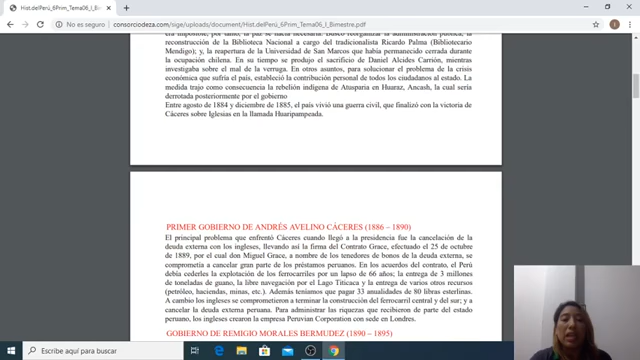 Hist.delPerú_6Prim_Tema06_I_Bim
No es seguro | consorciodeza.com/sige/uploads/document/Hist.delPerú_6Prim_Tema06_I_Bimestre.pdf
era imposible, por tanto, la paz se hacía necesaria. Buscó reorganizar la administración pública, la
reconstrucción de la Biblioteca Nacional a cargo del tradicionalista Ricardo Palma (Bibliotecario
Mendigo) y, la reapertura de la Universidad de San Marcos que había permanecido cerrada durante
la ocupación chilena. En su tiempo se produjo el sacrificio de Daniel Alcides Carrión, mientras
investigaba sobre el mal de la verruga. En otros asuntos, para solucionar el problema de la crisis
económica que sufría el país, estableció la contribución personal de todos los ciudadanos al estado.
La medida trajo como consecuencia la rebelión indígena de Atusparia en Huaraz, Ancash, la cual sería
derrotada posteriormente por el gobierno
Entre agosto de 1884 y diciembre de 1885, el país vivió una guerra civil, que finalizó con la victoria de
Cáceres sobre Iglesias en la llamada Huaripampeada.
PRIMER GOBIERNO DE ANDRÉS AVELINO CÁCERES (1886 – 1890)
El principal problema que enfrentó Cáceres cuando llegó a la presidencia fue la cancelación de la
deuda externa con los ingleses, llevando así la firma del Contrato Grace, efectuado el 25 de octubre
de 1889, por el cual don Miguel Grace, a nombre de los tenedores de bonos de la deuda externa, se
comprometía a cancelar gran parte de los préstamos peruanos. En los acuerdos del contrato, el Perú
debía cederles la explotación de los ferrocarriles por un lapso de 66 años; la entrega de 3 millones
de toneladas de guano, la libre navegación por el Lago Titicaca y la entrega de varios otros recursos
(petróleo, haciendas, minas, etc.) Además teníamos que pagar 33 anualidades de 80 libras esterlinas.
A cambio los ingleses se comprometieron a terminar la construcción del ferrocarril central y del sur; y a
cancelar la deuda externa peruana. Para administrar las riquezas que recibieron de parte del estado
peruano, los ingleses crearon la empresa Peruvian Corporation con sede en Londres.
GOBIERNO DE REMIGIO MORALES BERMUDEZ (1890 – 1895)
Escribe aquí para buscar